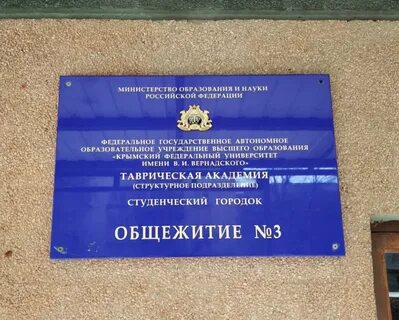 МИНИСТЕРСТВО ОБРАЗОВАНИЯ И НАУКИ
РОССИЙСКОЙ ФЕДЕРАЦИИ
ФЕДЕРАЛЬНОЕ ГОСУДАРСТВЕННОЕ АВТОНОМНОЕ
ОБРАЗОВАТЕЛЬНОЕ УЧРЕЖДЕНИЕ ВЫСШЕГО ОБРАЗОВАНИЯ
«КРЫМСКИЙ ФЕДЕРАЛЬНЫЙ УНИВЕРСИТЕТ
ИМЕНИ В. И. ВЕРНАДСКОГО»
ТАВРИЧЕСКАЯ АКАДЕМИЯ
(СТРУКТУРНОЕ ПОДРАЗДЕЛЕНИЕ)
СТУДЕНЧЕСКИЙ ГОРОДОК
ОБЩЕЖИТИЕ №3